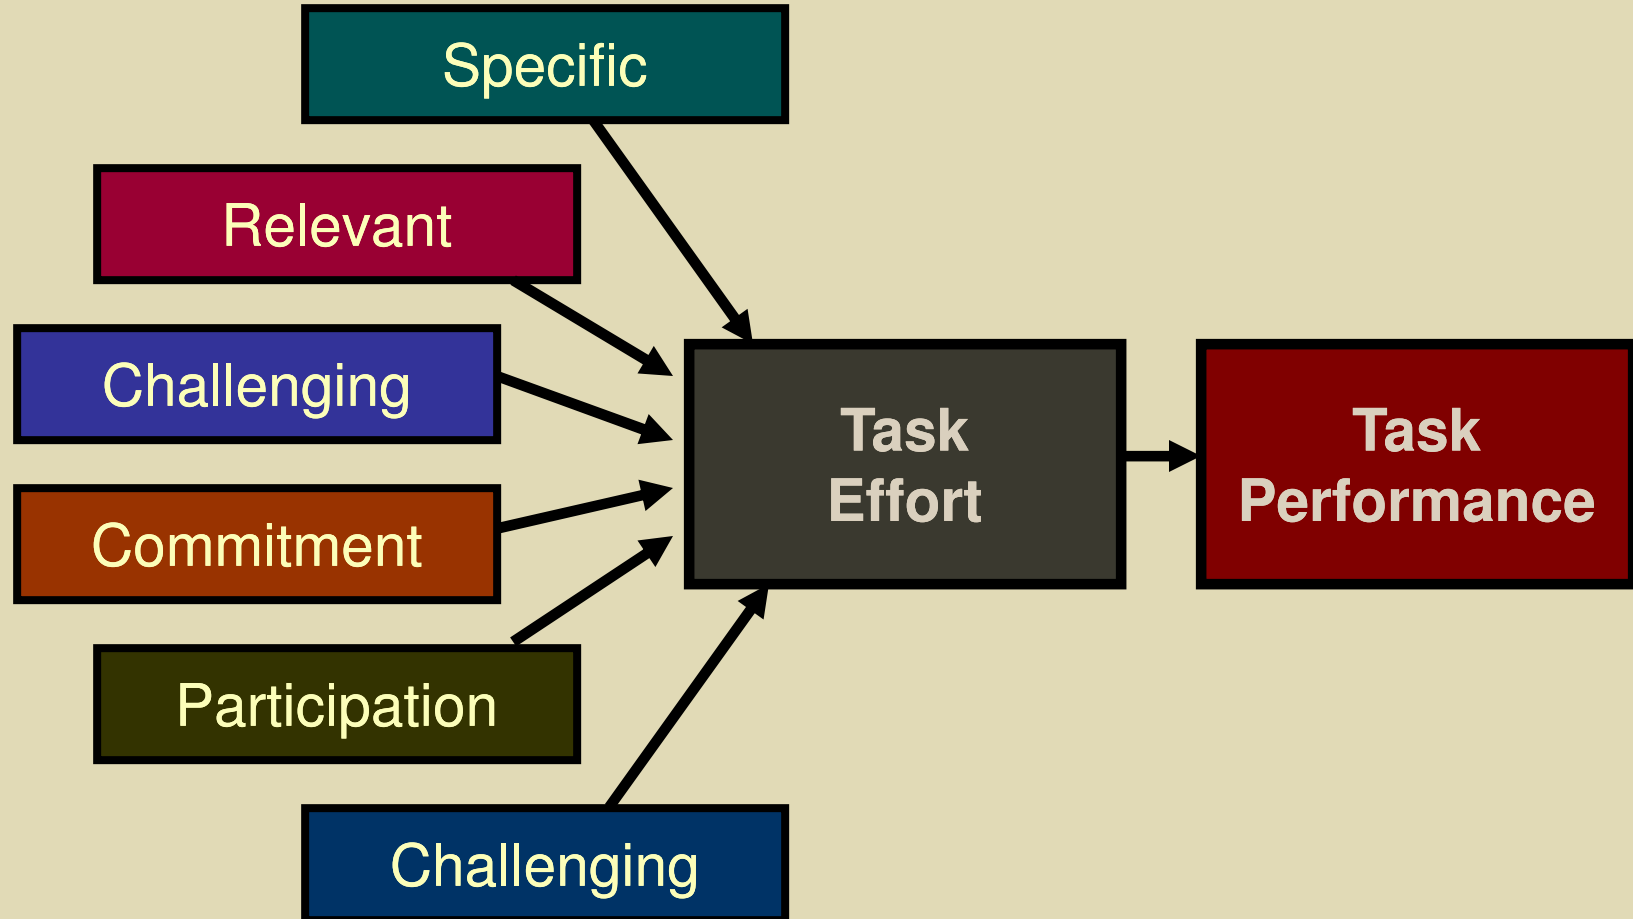 Specific
Relevant
Challenging
Commitment
Participation
Challenging
Task
Effort
Task
Performance